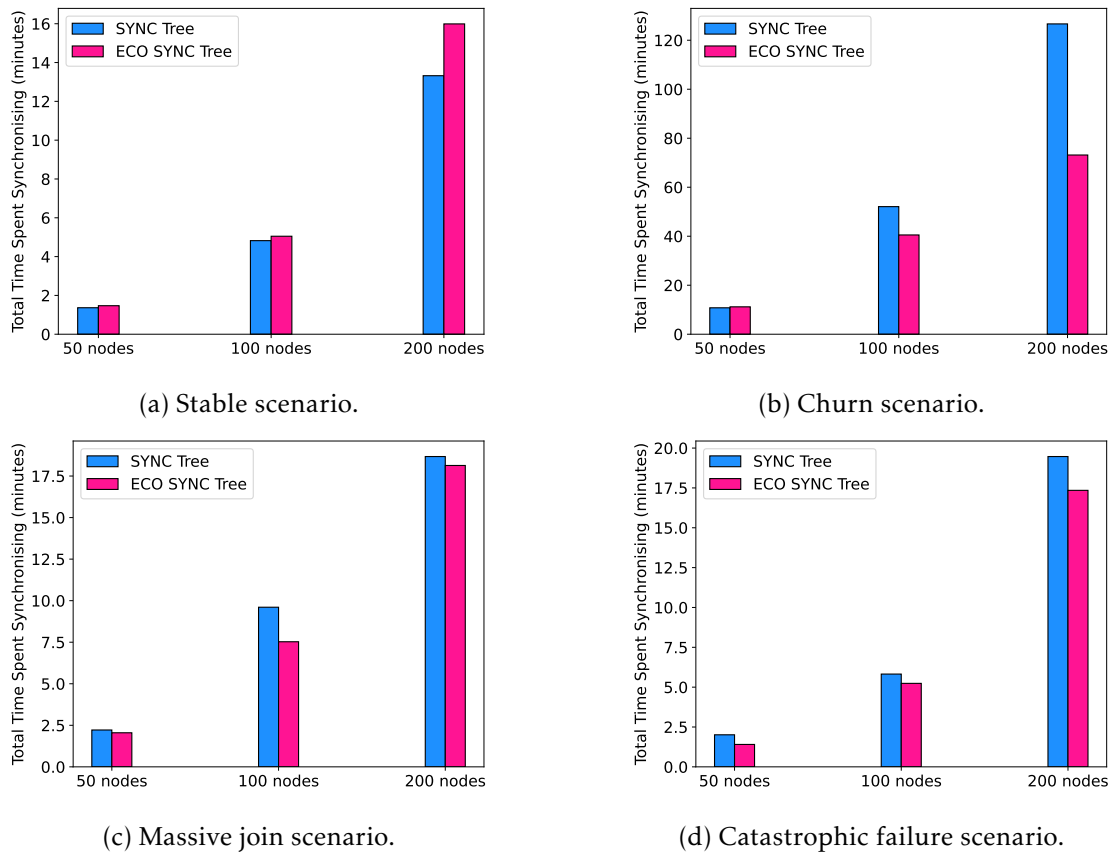 Total Time Spent Synchronising (minutes)
16
14
12
10
8
6
4
2
0
SYNC Tree
ECO SYNC Tree
50 nodes
100 nodes
200 nodes
(a) Stable scenario.
Total Time Spent Synchronising (minutes)
120
100
80
60
40
20
0
SYNC Tree
ECO SYNC Tree
50 nodes
100 nodes
200 nodes
(b) Churn scenario.
Total Time Spent Synchronising (minutes)
17.5
15.0
12.5
10.0
7.5
5.0
2.5
0.0
SYNC Tree
ECO SYNC Tree
50 nodes
100 nodes
200 nodes
(c) Massive join scenario.
Total Time Spent Synchronising (minutes)
20.0
17.5
15.0
12.5
10.0
7.5
5.0
2.5
0.0
SYNC Tree
ECO SYNC Tree
50 nodes
100 nodes
200 nodes
(d) Catastrophic failure scenario.